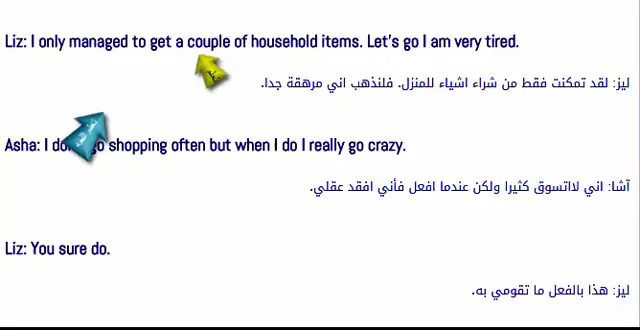 Liz: I only managed to get a couple of household items. Let's go I am very tired.
ليز: لقد تمكنت فقط من شراء اشياء للمنزل. فلنذهب اني مرهقة جدا.
Asha: I go shopping often but when I do I really go crazy.
آشا: اني لااتسوق كثيرا ولكن عندما افعل فأني افقد عقلي.
Liz: You sure do.
ليز: هذا بالفعل ما تقومي به.